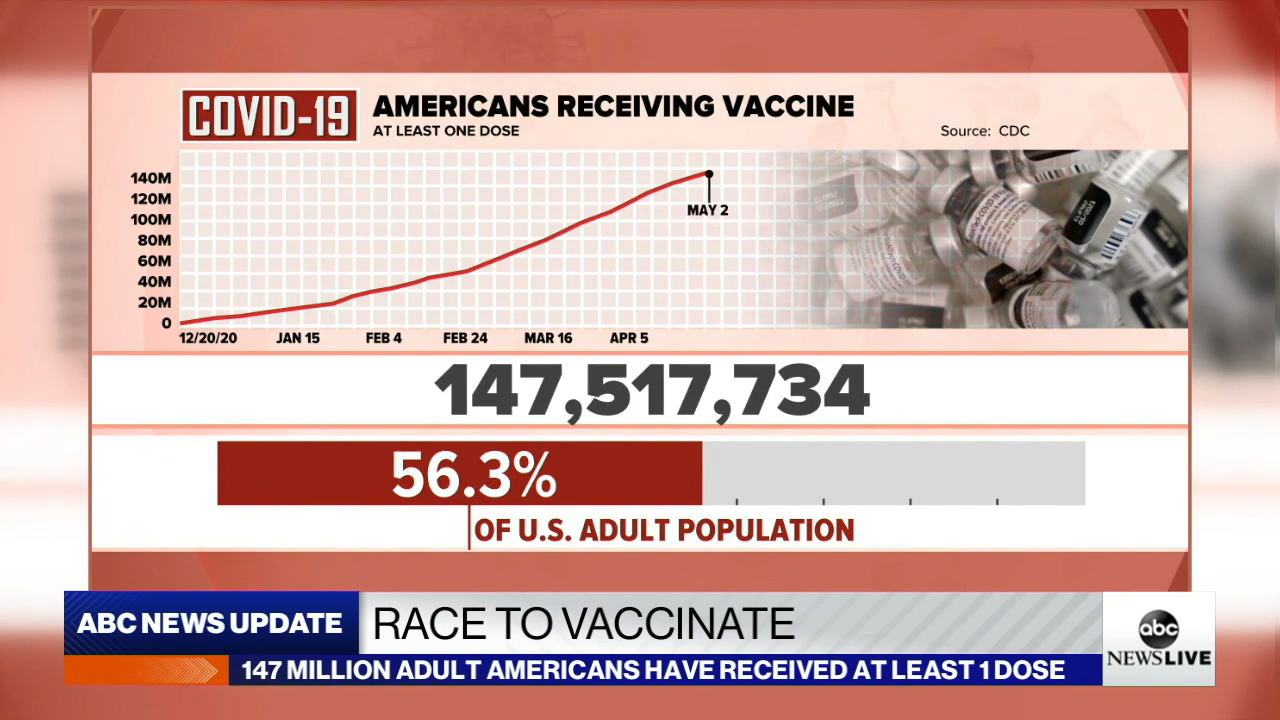 COVID-19
AMERICANS RECEIVING VACCINE
AT LEAST ONE DOSE
Source: CDC
140M
120M
100M
80M
60M
40M
20M
0
MAY 2
12/20/20 JAN 15 FEB 4 FEB 24 MAR 16 APR 5
147,517,734
56.3%
OF U.S. ADULT POPULATION
ABC NEWS UPDATE
RACE TO VACCINATE
147 MILLION ADULT AMERICANS HAVE RECEIVED AT LEAST 1 DOSE
abc
NEWSLIVE